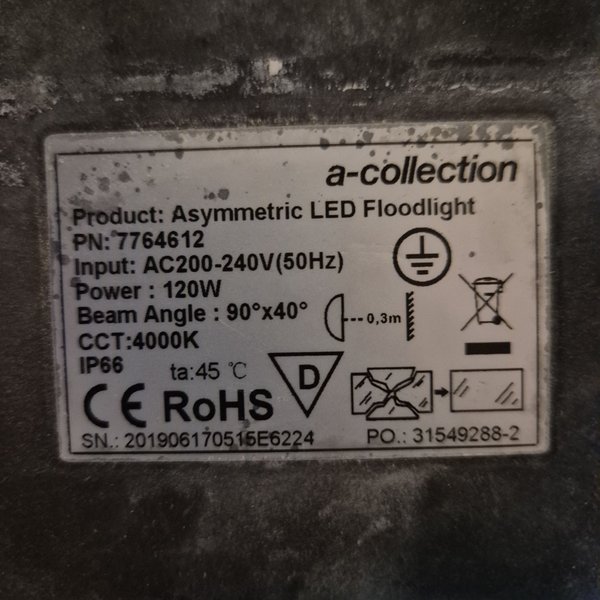 a-collection
Product: Asymmetric LED Floodlight
PN: 7764612
Input: AC200-240V(50Hz)
Power : 120W
Beam Angle : 90°x40°
0,3m
CCT:4000K
IP66
ta:45 ℃
D
CE RoHS
SN.: 201906170515E6224
PO.: 31549288-2